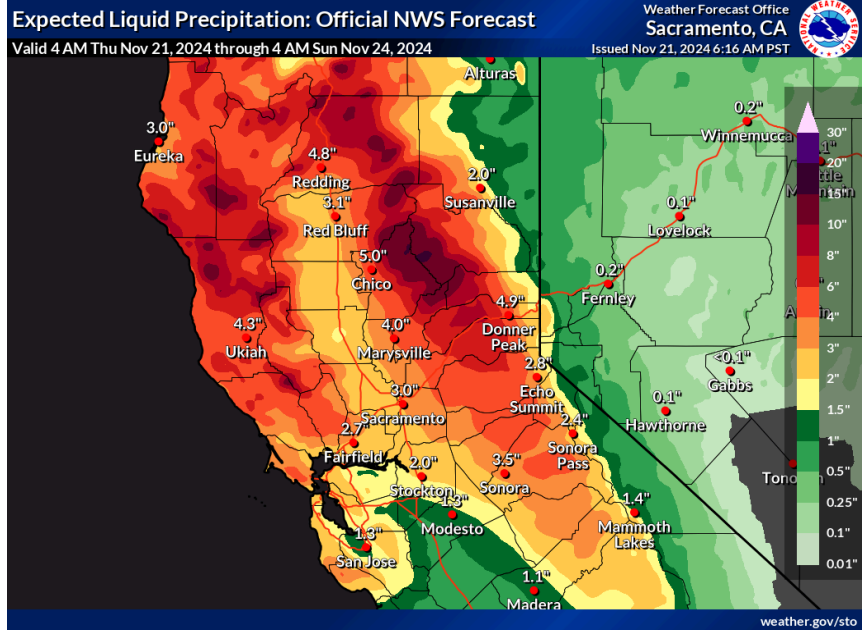 Expected Liquid Precipitation: Official NWS Forecast
Valid 4 AM Thu Nov 21, 2024 through 4 AM Sun Nov 24, 2024
Weather Forecast Office
Sacramento, CA
Issued Nov 21, 2024 6:16 AM PST
NATIONAL WEATHER SERVICE
Alturas
0.2"
Winnemucca
3.0"
Eureka
4.8"
Redding
2.0"
Susanville
3.1"
Red Bluff
0.1"
Lovelock
5.0"
Chico
0.2"
Fernley
4.9"
Donner
Peak
4.3"
Ukiah
4.0"
Marysville
2.8"
Echo
Summit
<0.1"
Gabbs
3.0"
Sacramento
0.1"
Hawthorne
2.7"
Fairfield
2.4"
Sonora
Pass
2.0"
Stockton
3.5"
Sonora
1.3"
Modesto
1.4"
Mammoth
Lakes
1.3"
San Jose
1.1"
Madera
30"
20"
15"
10"
8"
6"
4"
3"
2"
1.5"
1"
0.5"
0.25"
0.1"
0.01"
weather.gov/sto